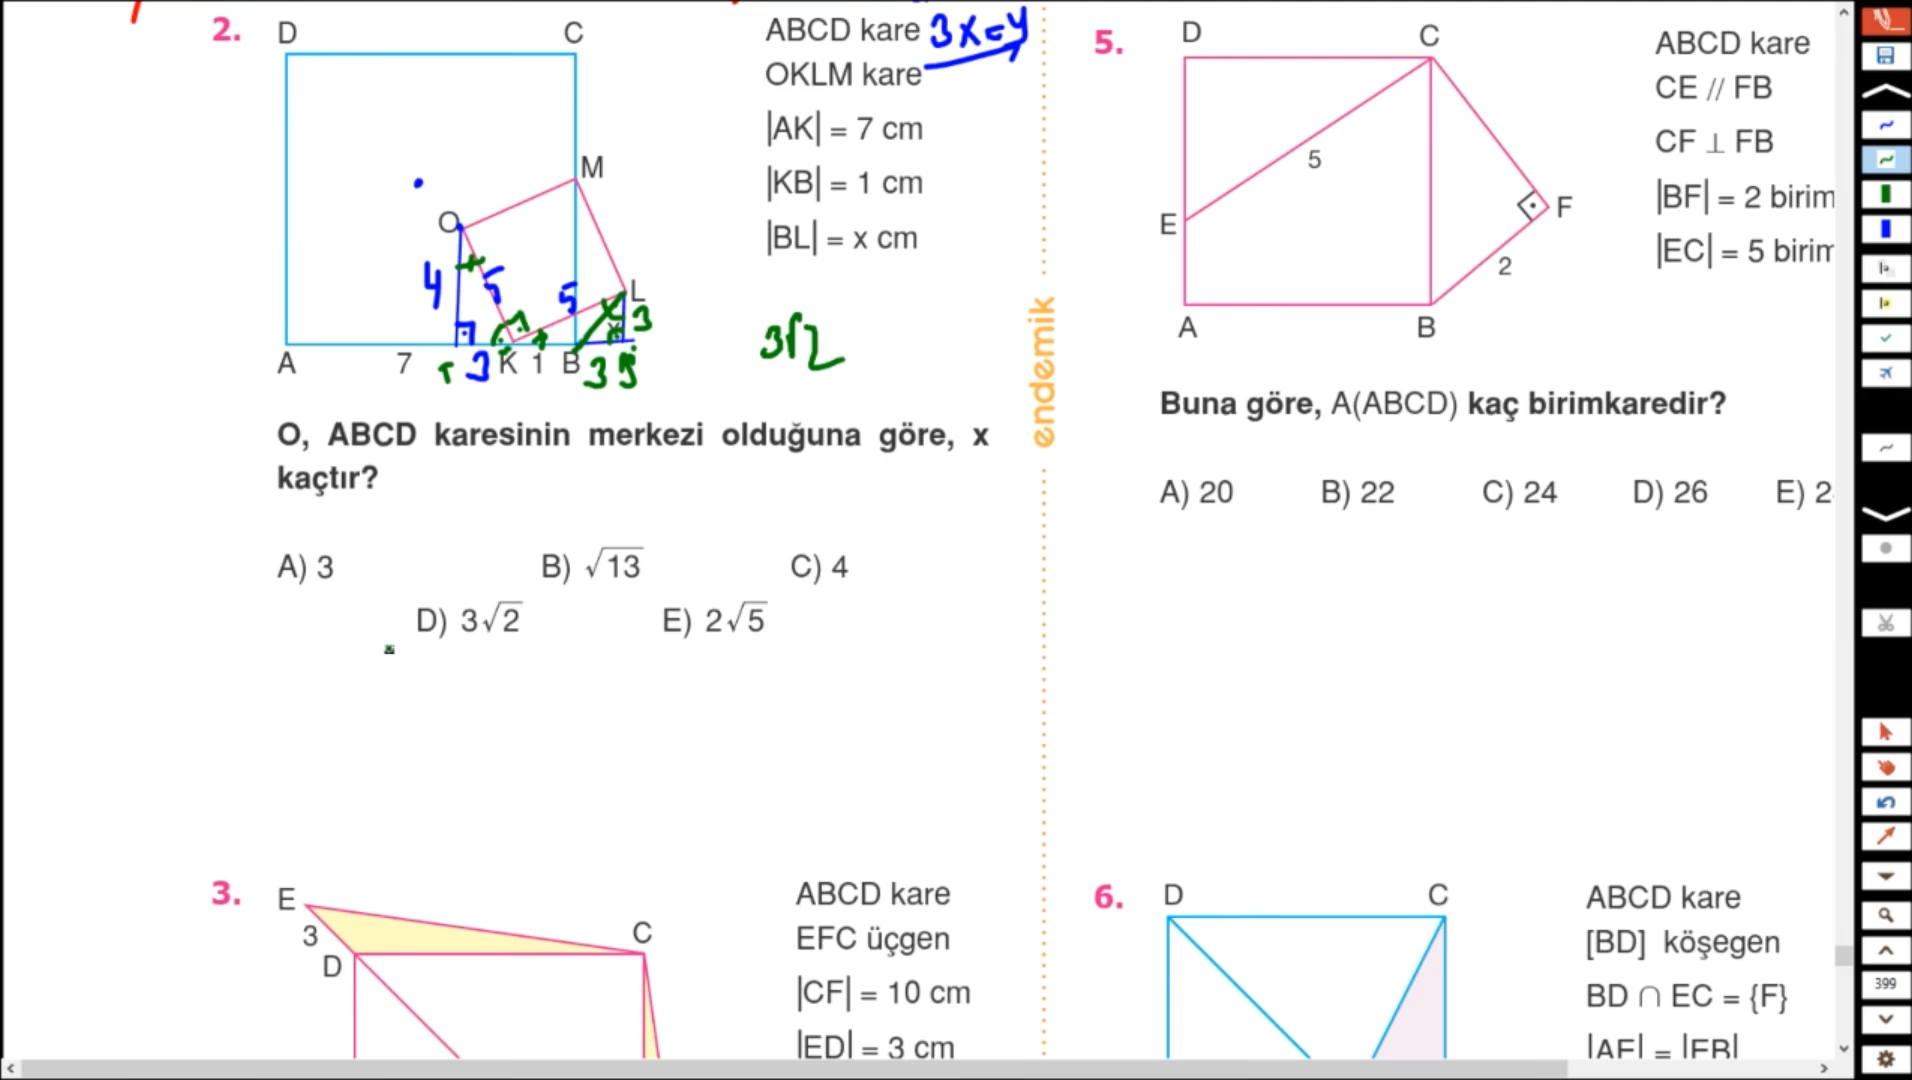 2.
D
C
M
O
L
A
7
K
1
B
4
5
5
3
3
3
x
ABCD kare
3x=y
OKLM kare
|AK| = 7 cm
|KB| = 1 cm
|BL| = x cm
3√2
O, ABCD karesinin merkezi olduğuna göre, x
kaçtır?
A) 3
B) √13
C) 4
D) 3√2
E) 2√5
3.
E
3
D
C
ABCD kare
EFC üçgen
|CF| = 10 cm
|ED| = 3 cm
endemik
5.
D
C
E
5
F
2
A
B
ABCD kare
CE // FB
CF ⊥ FB
|BF| = 2 birim
|EC| = 5 birim
Buna göre, A(ABCD) kaç birimkaredir?
A) 20
B) 22
C) 24
D) 26
E) 2
6.
D
C
ABCD kare
[BD] köşegen
BD ∩ EC = {F}
|AE| = |EB|
399